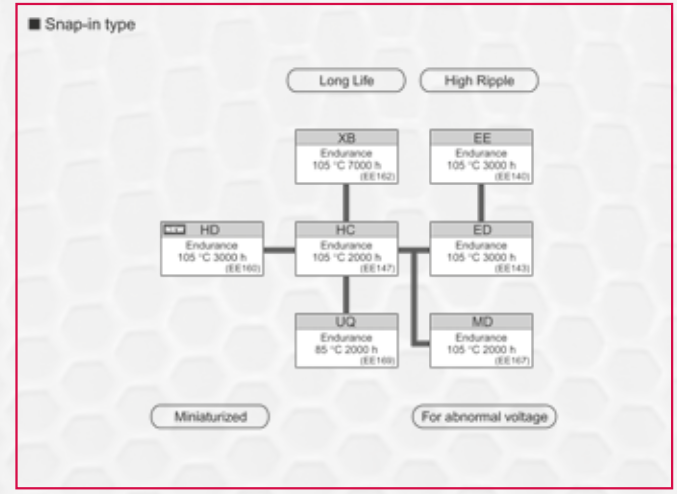 ■ Snap-in type
Long Life
High Ripple
XB
Endurance
105 °C 7000 h
(EE162)
EE
Endurance
105 °C 3000 h
(EE140)
NEW HD
Endurance
105 °C 3000 h
(EE160)
HC
Endurance
105 °C 2000 h
(EE147)
ED
Endurance
105 °C 3000 h
(EE143)
UQ
Endurance
85 °C 2000 h
(EE169)
MD
Endurance
105 °C 2000 h
(EE167)
Miniaturized
For abnormal voltage